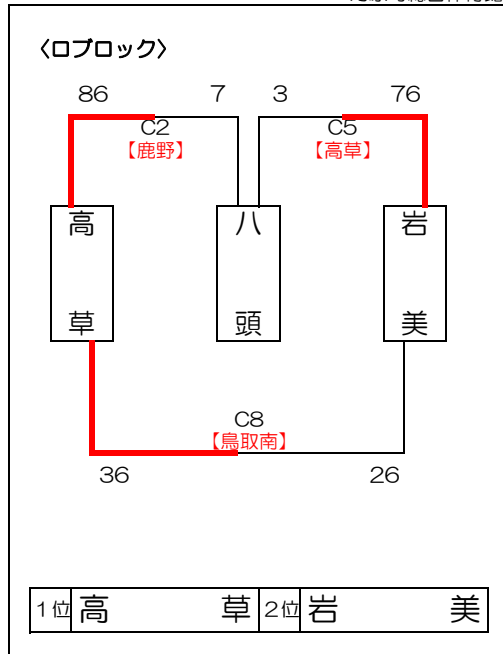 〈ロブロック〉
86 7 3 76
C2 C5
【鹿野】 【高草】
高草 八頭 岩美
C8
【鳥取南】
36 26
1位 高草 2位 岩美